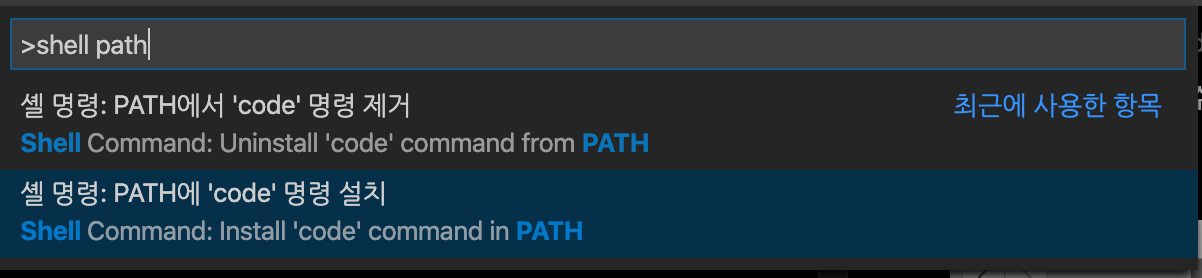 >shell path
셸 명령: PATH에서 'code' 명령 제거 최근에 사용한 항목
Shell Command: Uninstall 'code' command from PATH
셸 명령: PATH에 'code' 명령 설치
Shell Command: Install 'code' command in PATH